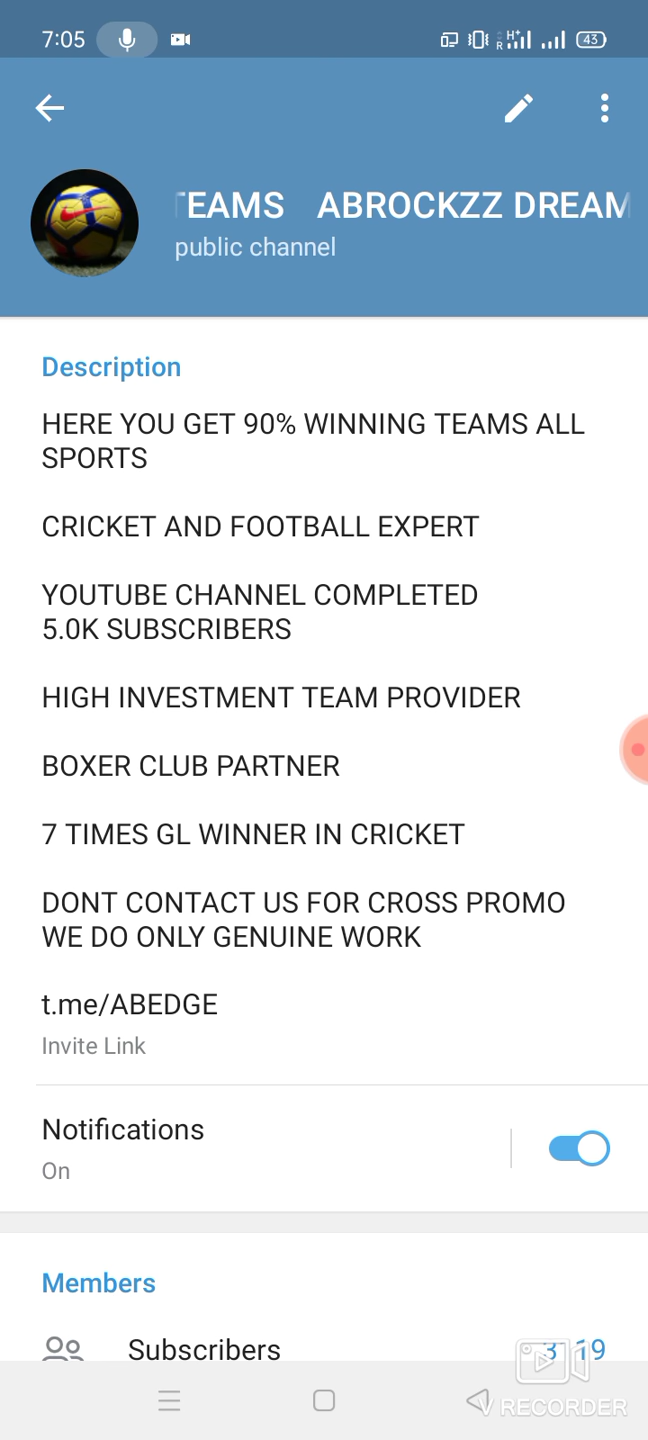 7:05
R H+ 43
TEAMS ABROCKZZ DREAM
public channel
Description
HERE YOU GET 90% WINNING TEAMS ALL
SPORTS
CRICKET AND FOOTBALL EXPERT
YOUTUBE CHANNEL COMPLETED
5.0K SUBSCRIBERS
HIGH INVESTMENT TEAM PROVIDER
BOXER CLUB PARTNER
7 TIMES GL WINNER IN CRICKET
DONT CONTACT US FOR CROSS PROMO
WE DO ONLY GENUINE WORK
t.me/ABEDGE
Invite Link
Notifications
On
Members
Subscribers
V RECORDER